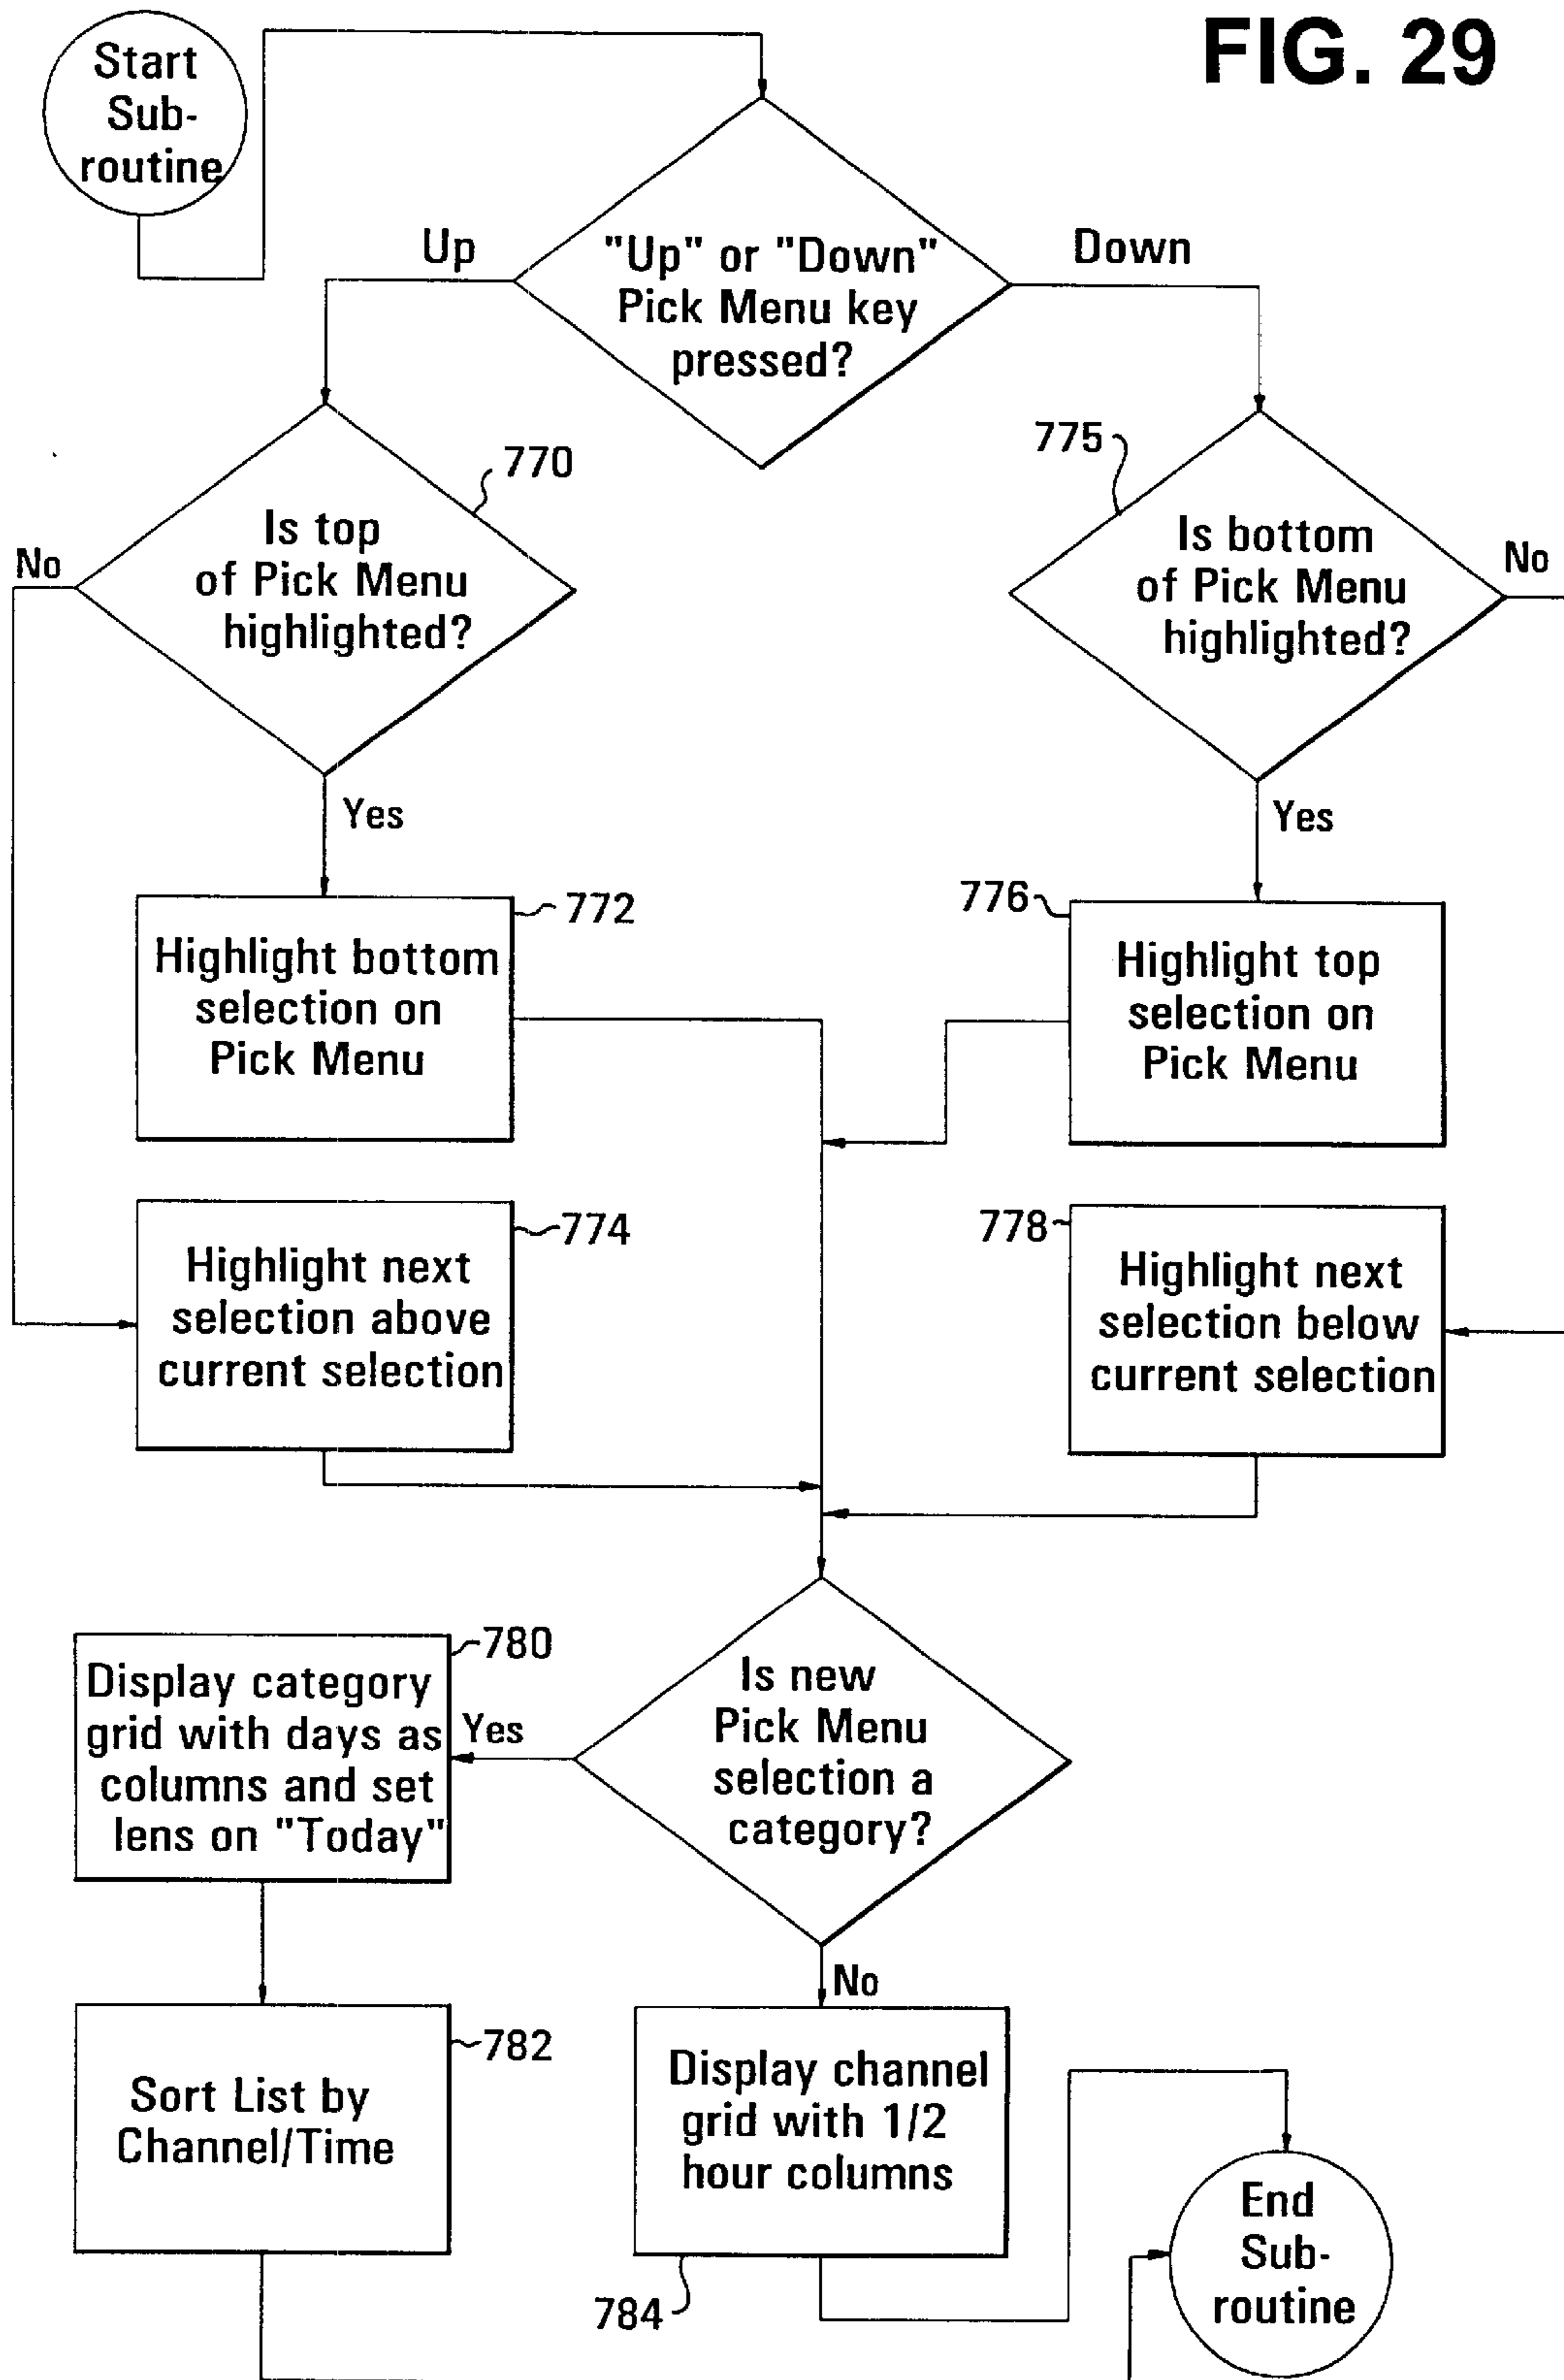 FIG. 29
Start
Sub-
routine
Up
"Up" or "Down"
Pick Menu key
pressed?
Down
770
Is top
of Pick Menu
highlighted?
No
Yes
775
Is bottom
of Pick Menu
highlighted?
No
Yes
772
Highlight bottom
selection on
Pick Menu
776
Highlight top
selection on
Pick Menu
774
Highlight next
selection above
current selection
778
Highlight next
selection below
current selection
780
Display category
grid with days as
columns and set
lens on "Today"
Yes
Is new
Pick Menu
selection a
category?
No
782
Sort List by
Channel/Time
Display channel
grid with 1/2
hour columns
784
End
Sub-
routine